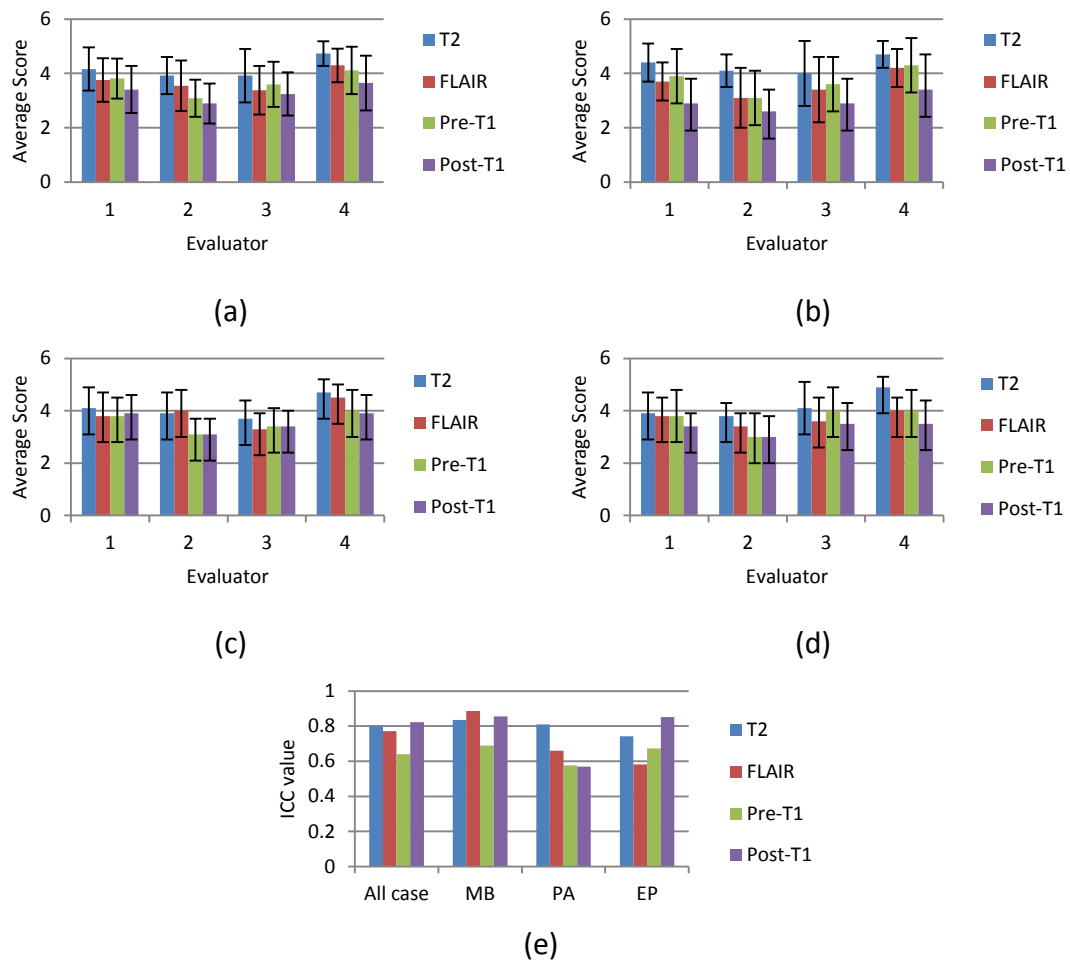 6
4
2
0
Average Score
1 2 3 4
Evaluator
T2
FLAIR
Pre-T1
Post-T1
(a)
6
4
2
0
Average Score
1 2 3 4
Evaluator
T2
FLAIR
Pre-T1
Post-T1
(b)
6
4
2
0
Average Score
1 2 3 4
Evaluator
T2
FLAIR
Pre-T1
Post-T1
(c)
6
4
2
0
Average Score
1 2 3 4
Evaluator
T2
FLAIR
Pre-T1
Post-T1
(d)
1
0.8
0.6
0.4
0.2
0
ICC value
All case MB PA EP
T2
FLAIR
Pre-T1
Post-T1
(e)